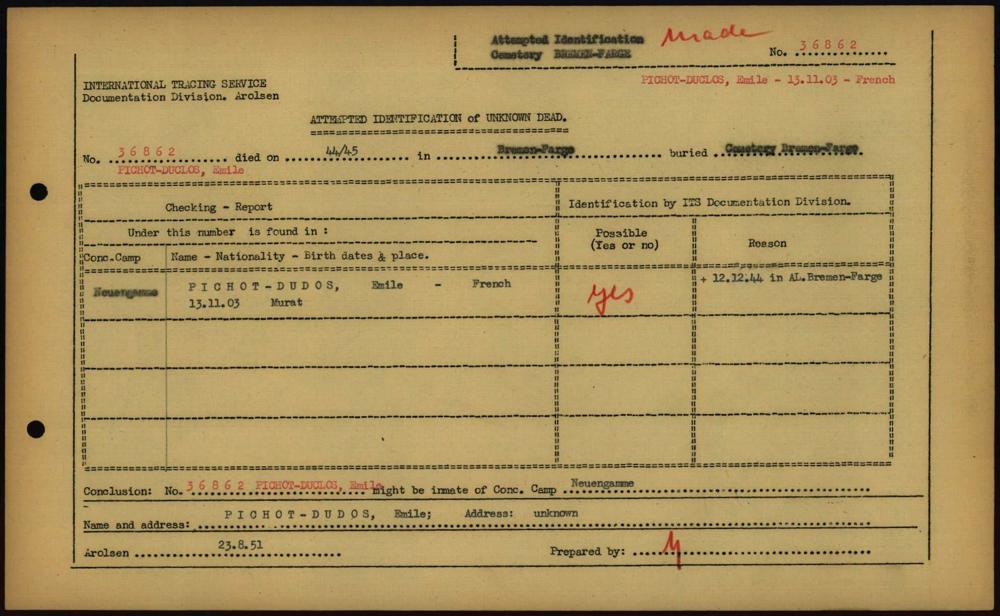 Attempted Identification made
Cemetery BREMEN-FARGE
No. 36862
PICHOT-DUCLOS, Emile - 13.11.03 - French
INTERNATIONAL TRACING SERVICE
Documentation Division. Arolsen
ATTEMPTED IDENTIFICATION of UNKNOWN DEAD.
No. 36862 died on 44/45 in Bremen-Farge buried Cemetery Bremen-Farge
PICHOT-DUCLOS, Emile
Checking - Report
Identification by ITS Documentation Division.
Under this number is found in :
Possible
(Yes or no)
Reason
Conc.Camp
Name - Nationality - Birth dates & place.
Neuengamme
PICHOT-DUDOS, Emile - French
13.11.03 Murat
yes
+ 12.12.44 in AL.Bremen-Farge
Conclusion: No. 36862 PICHOT-DUCLOS, Emile might be inmate of Conc. Camp Neuengamme
Name and address: PICHOT-DUDOS, Emile; Address: unknown
Arolsen 23.8.51
Prepared by: